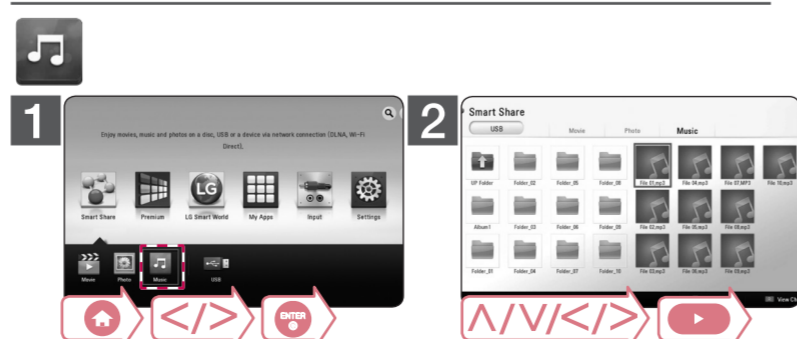 1
Enjoy movies, music and photos on a disc, USB or a device via network connection (DLNA, Wi-Fi
Direct).
Smart Share Premium LG Smart World My Apps Input Settings
LG
Movie Photo Music USB
</> ENTER
2
Smart Share
USB Movie Photo Music
UP Folder Folder_02 Folder_05 Folder_08 File 01.mp3 File 04.mp3 File 07.MP3 File 10.mp3
Album1 Folder_03 Folder_06 Folder_09 File 02.mp3 File 05.mp3 File 08.mp3
Folder_01 Folder_04 Folder_07 Folder_10 File 03.mp3 File 06.mp3 File 09.mp3
View Ch
Λ/V/</>